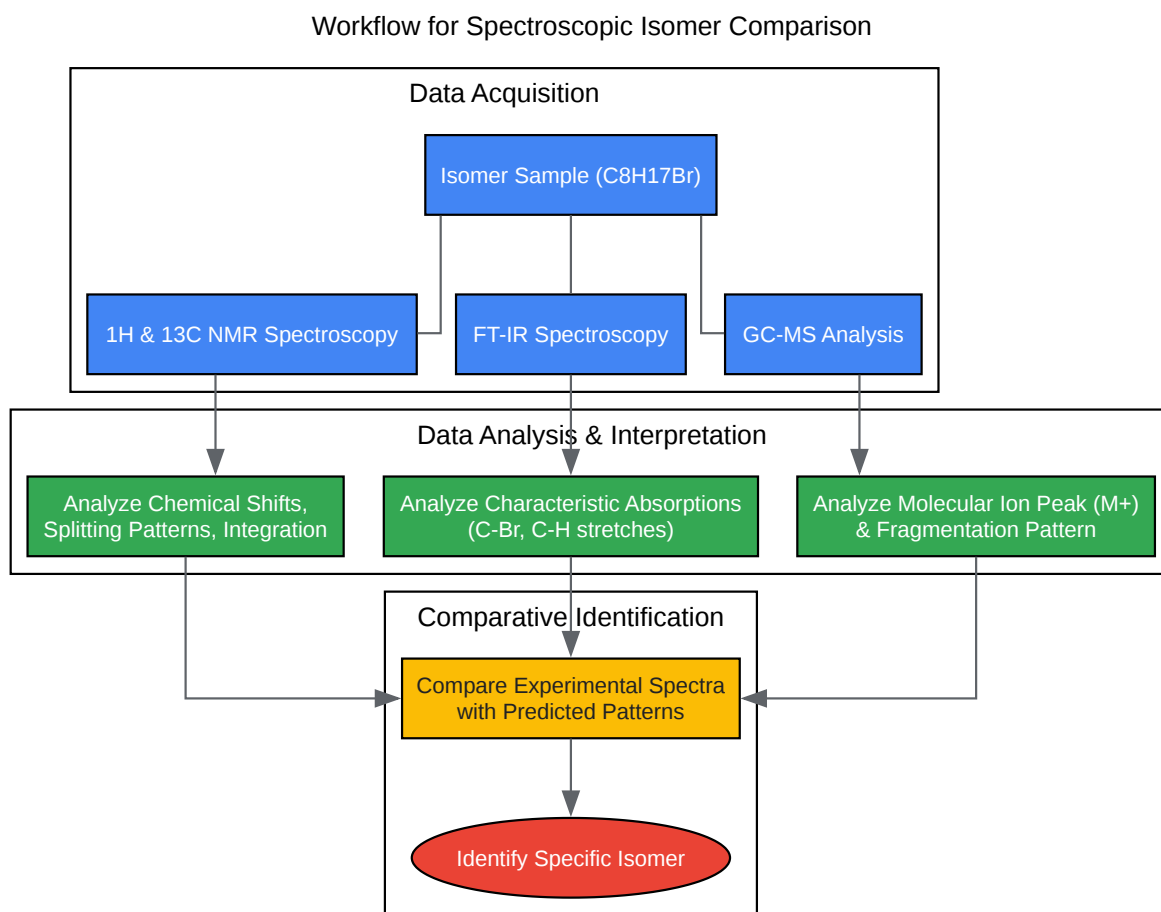 Workflow for Spectroscopic Isomer Comparison
Data Acquisition
Isomer Sample (C8H17Br)
1H & 13C NMR Spectroscopy
FT-IR Spectroscopy
GC-MS Analysis
Data Analysis & Interpretation
Analyze Chemical Shifts,
Splitting Patterns, Integration
Analyze Characteristic Absorptions
(C-Br, C-H stretches)
Analyze Molecular Ion Peak (M+)
& Fragmentation Pattern
Comparative Identification
Compare Experimental Spectra
with Predicted Patterns
Identify Specific Isomer